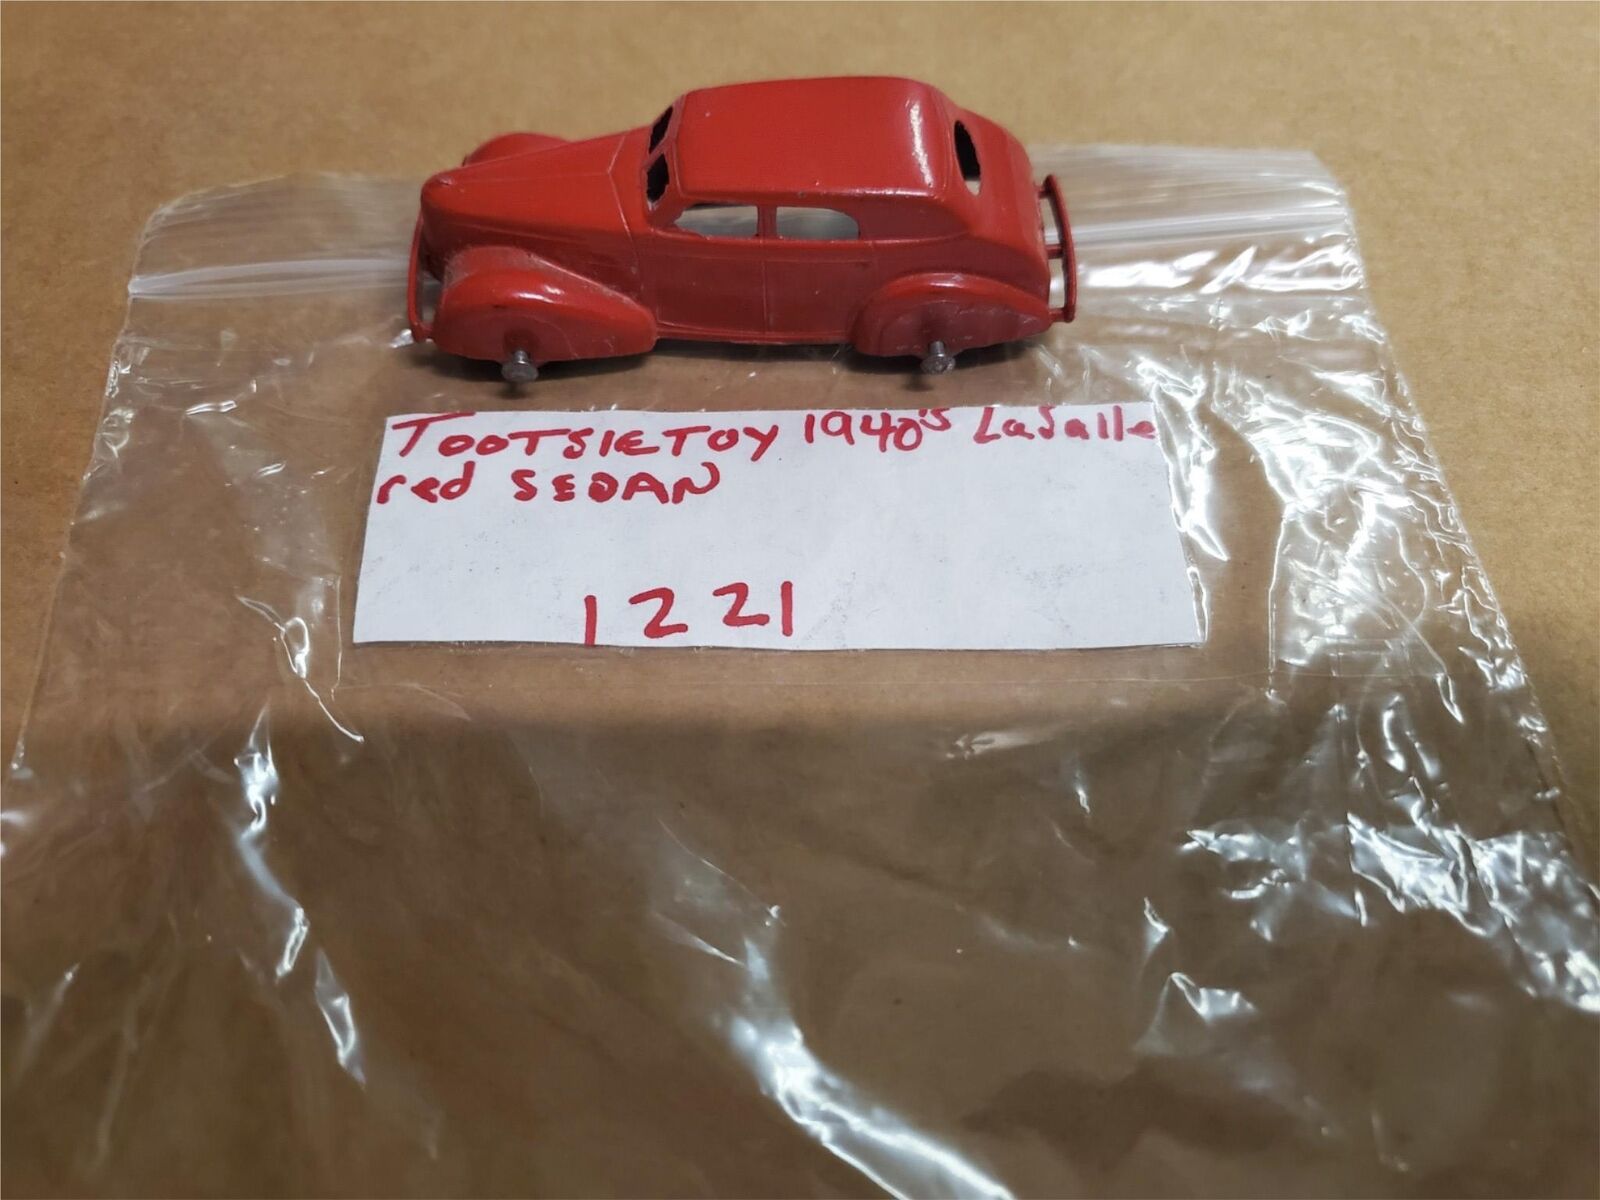 TOOTSIETOY 1940's LaSalle
red SEDAN
1221